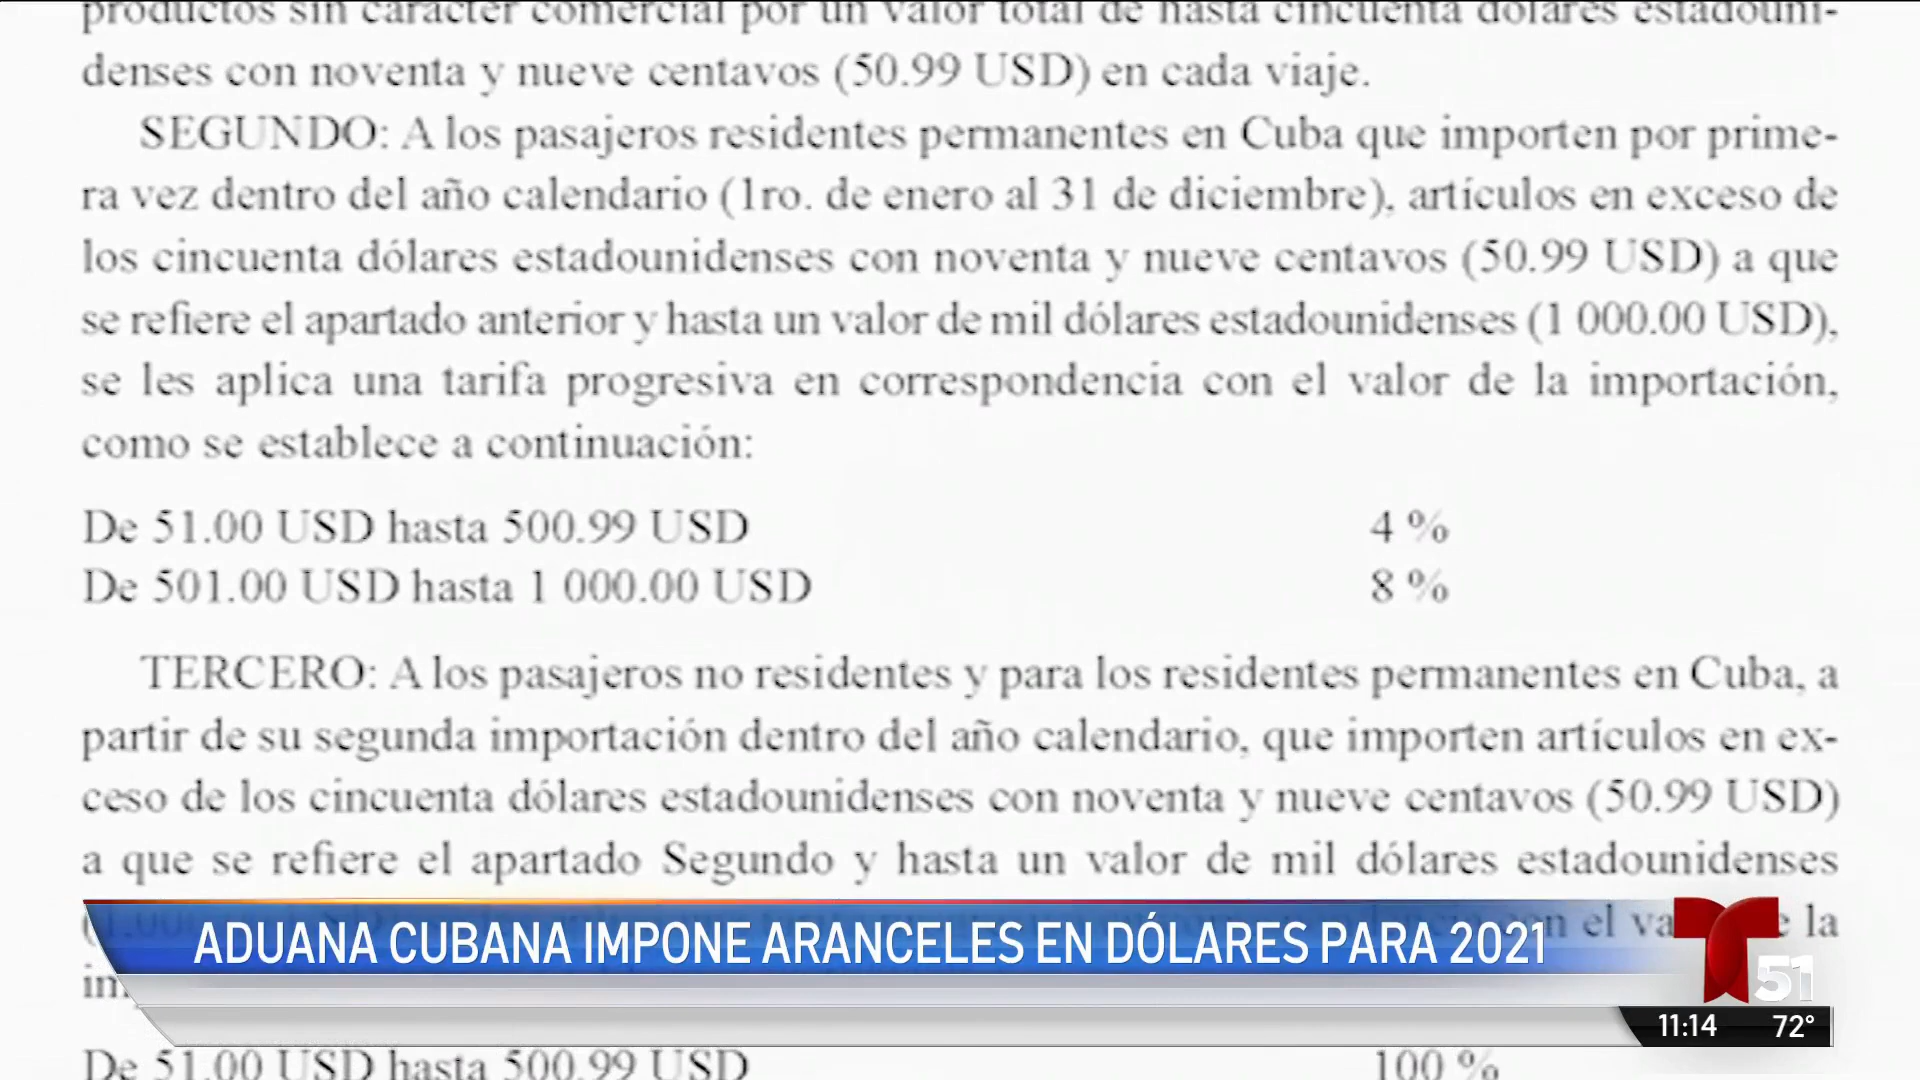 productos sin carácter comercial por un valor total de hasta cincuenta dólares estadouni-
denses con noventa y nueve centavos (50.99 USD) en cada viaje.
SEGUNDO: A los pasajeros residentes permanentes en Cuba que importen por prime-
ra vez dentro del año calendario (1ro. de enero al 31 de diciembre), artículos en exceso de
los cincuenta dólares estadounidenses con noventa y nueve centavos (50.99 USD) a que
se refiere el apartado anterior y hasta un valor de mil dólares estadounidenses (1 000.00 USD),
se les aplica una tarifa progresiva en correspondencia con el valor de la importación,
como se establece a continuación:
De 51.00 USD hasta 500.99 USD 4 %
De 501.00 USD hasta 1 000.00 USD 8 %
TERCERO: A los pasajeros no residentes y para los residentes permanentes en Cuba, a
partir de su segunda importación dentro del año calendario, que importen artículos en ex-
ceso de los cincuenta dólares estadounidenses con noventa y nueve centavos (50.99 USD)
a que se refiere el apartado Segundo y hasta un valor de mil dólares estadounidenses
el la
ADUANA CUBANA IMPONE ARANCELES EN DÓLARES PARA 2021
T 51
11:14 72°
De 51.00 USD hasta 500.99 USD 100 %